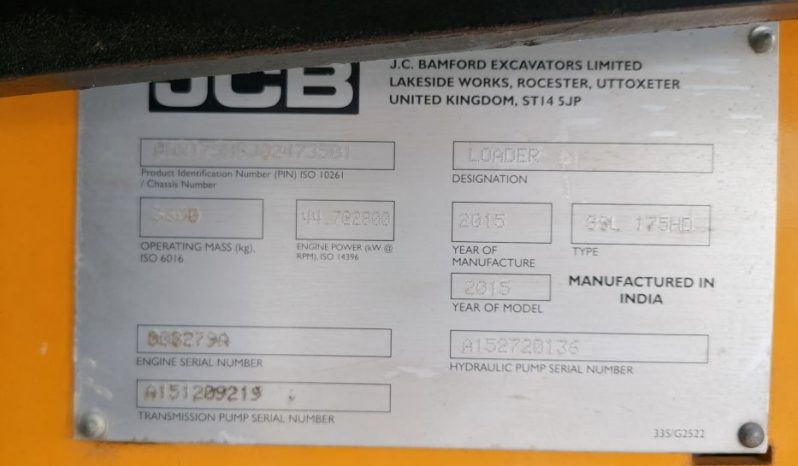 JCB
J.C. BAMFORD EXCAVATORS LIMITED
LAKESIDE WORKS, ROCESTER, UTTOXETER
UNITED KINGDOM, ST14 5JP
Product Identification Number (PIN) ISO 10261
/ Chassis Number
LOADER
DESIGNATION
OPERATING MASS (kg),
ISO 6016
ENGINE POWER (kW @
RPM), ISO 14396
2015
YEAR OF
MANUFACTURE
175HD
TYPE
2015
YEAR OF MODEL
MANUFACTURED IN
INDIA
ENGINE SERIAL NUMBER
A152720136
HYDRAULIC PUMP SERIAL NUMBER
A151209219
TRANSMISSION PUMP SERIAL NUMBER
335/G2522